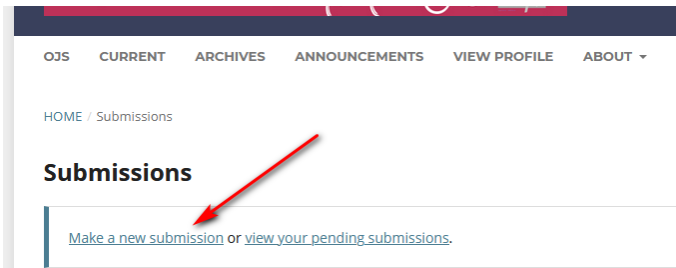 OJS CURRENT ARCHIVES ANNOUNCEMENTS VIEW PROFILE ABOUT
HOME / Submissions
Submissions
Make a new submission or view your pending submissions.